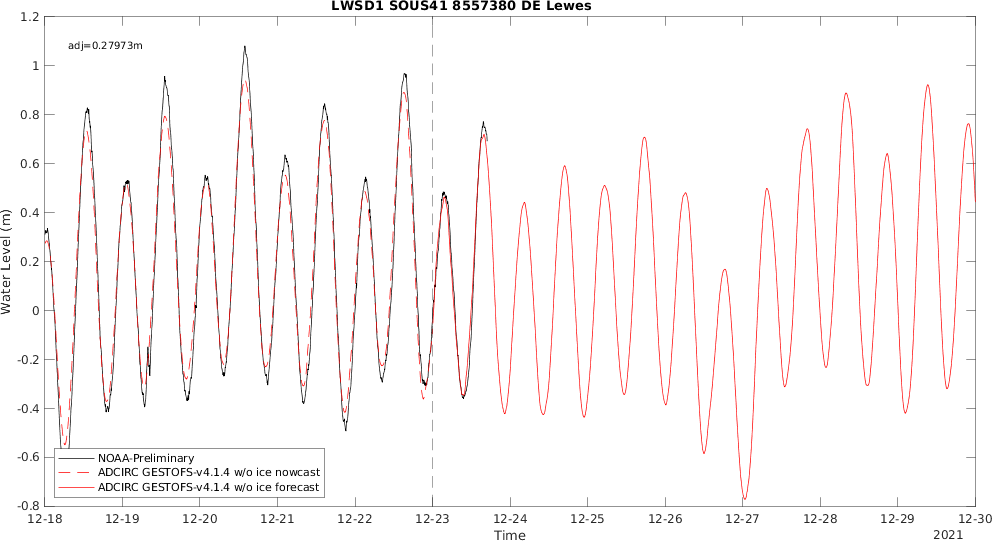 LWSD1 SOUS41 8557380 DE Lewes
1.2
1
0.8
0.6
0.4
0.2
0
-0.2
-0.4
-0.6
-0.8
Water Level (m)
adj=0.27973m
NOAA-Preliminary
ADCIRC GESTOFS-v4.1.4 w/o ice nowcast
ADCIRC GESTOFS-v4.1.4 w/o ice forecast
12-18 12-19 12-20 12-21 12-22 12-23 12-24 12-25 12-26 12-27 12-28 12-29 12-30
Time
2021